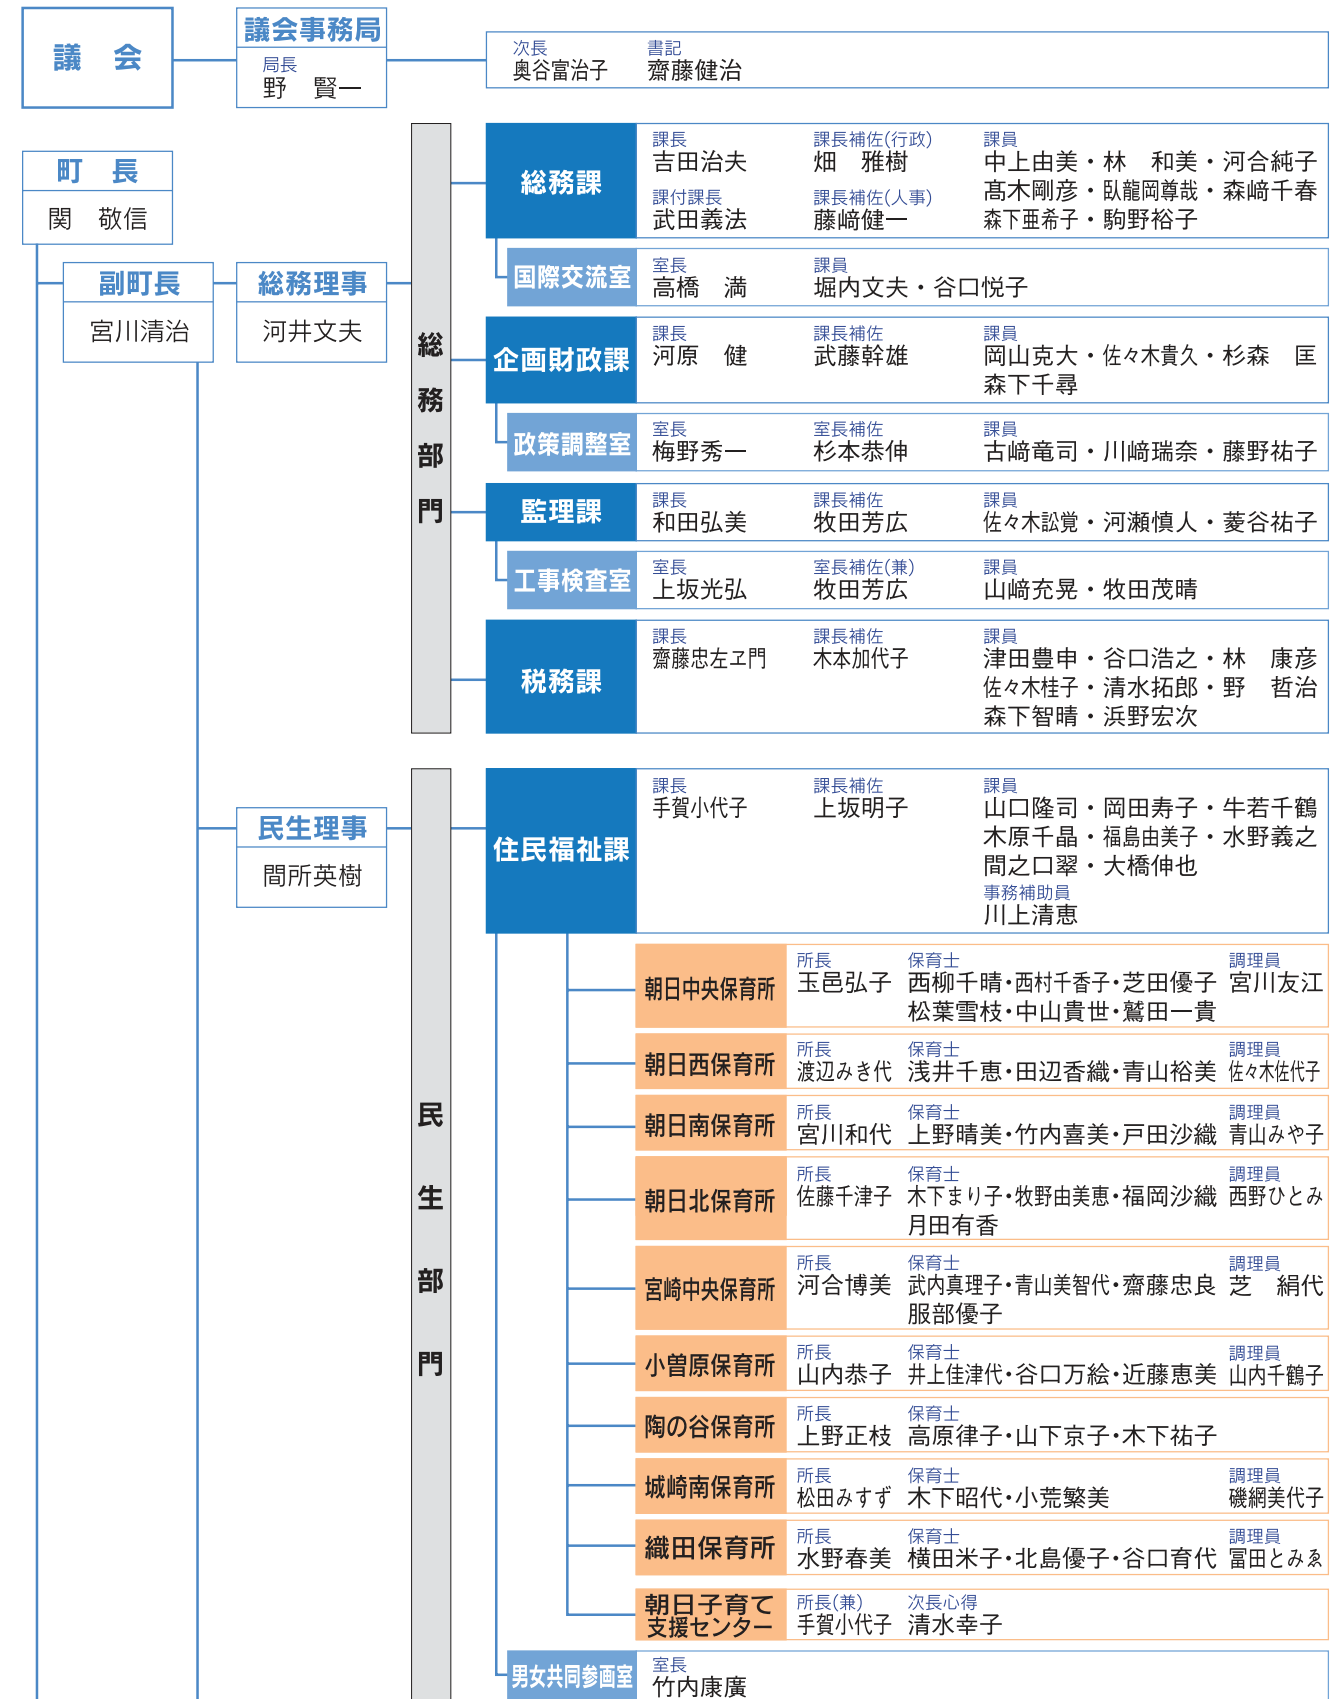 議　会
議会事務局
局長
野　賢一
次長　書記
奥谷富治子　齋藤健治
町　長
関　敬信
副町長
宮川清治
総務理事
河井文夫
総務部門
総務課
課長　課長補佐(行政)　課員
吉田治夫　畑　雅樹　中上由美・林　和美・河合純子
髙木剛彦・臥龍岡尊哉・森﨑千春
課付課長　課長補佐(人事)
武田義法　藤﨑健一　森下亜希子・駒野裕子
国際交流室
室長　課員
高橋　満　堀内文夫・谷口悦子
企画財政課
課長　課長補佐　課員
河原　健　武藤幹雄　岡山克大・佐々木貴久・杉森　匡
森下千尋
政策調整室
室長　室長補佐　課員
梅野秀一　杉本恭伸　古﨑竜司・川﨑瑞奈・藤野祐子
監理課
課長　課長補佐　課員
和田弘美　牧田芳広　佐々木訟覚・河瀬慎人・菱谷祐子
工事検査室
室長　室長補佐(兼)　課員
上坂光弘　牧田芳広　山﨑充晃・牧田茂晴
税務課
課長　課長補佐　課員
齋藤忠左ヱ門　木本加代子　津田豊申・谷口浩之・林　康彦
佐々木桂子・清水拓郎・野　哲治
森下智晴・浜野宏次
民生理事
間所英樹
民生部門
住民福祉課
課長　課長補佐　課員
手賀小代子　上坂明子　山口隆司・岡田寿子・牛若千鶴
木原千晶・福島由美子・水野義之
間之口翠・大橋伸也
事務補助員
川上清恵
朝日中央保育所
所長　保育士　調理員
玉邑弘子　西柳千晴・西村千香子・芝田優子　宮川友江
松葉雪枝・中山貴世・鷲田一貴
朝日西保育所
所長　保育士　調理員
渡辺みき代　浅井千恵・田辺香織・青山裕美　佐々木佐代子
朝日南保育所
所長　保育士　調理員
宮川和代　上野晴美・竹内喜美・戸田沙織　青山みや子
朝日北保育所
所長　保育士　調理員
佐藤千津子　木下まり子・牧野由美恵・福岡沙織　西野ひとみ
月田有香
宮崎中央保育所
所長　保育士　調理員
河合博美　武内真理子・青山美智代・齋藤忠良　芝　絹代
服部優子
小曽原保育所
所長　保育士　調理員
山内恭子　井上佳津代・谷口万絵・近藤恵美　山内千鶴子
陶の谷保育所
所長　保育士
上野正枝　高原律子・山下京子・木下祐子
城崎南保育所
所長　保育士　調理員
松田みすず　木下昭代・小荒繁美　磯網美代子
織田保育所
所長　保育士　調理員
水野春美　横田米子・北島優子・谷口育代　冨田とみゑ
朝日子育て
支援センター
所長(兼)　次長心得
手賀小代子　清水幸子
男女共同参画室
室長
竹内康廣